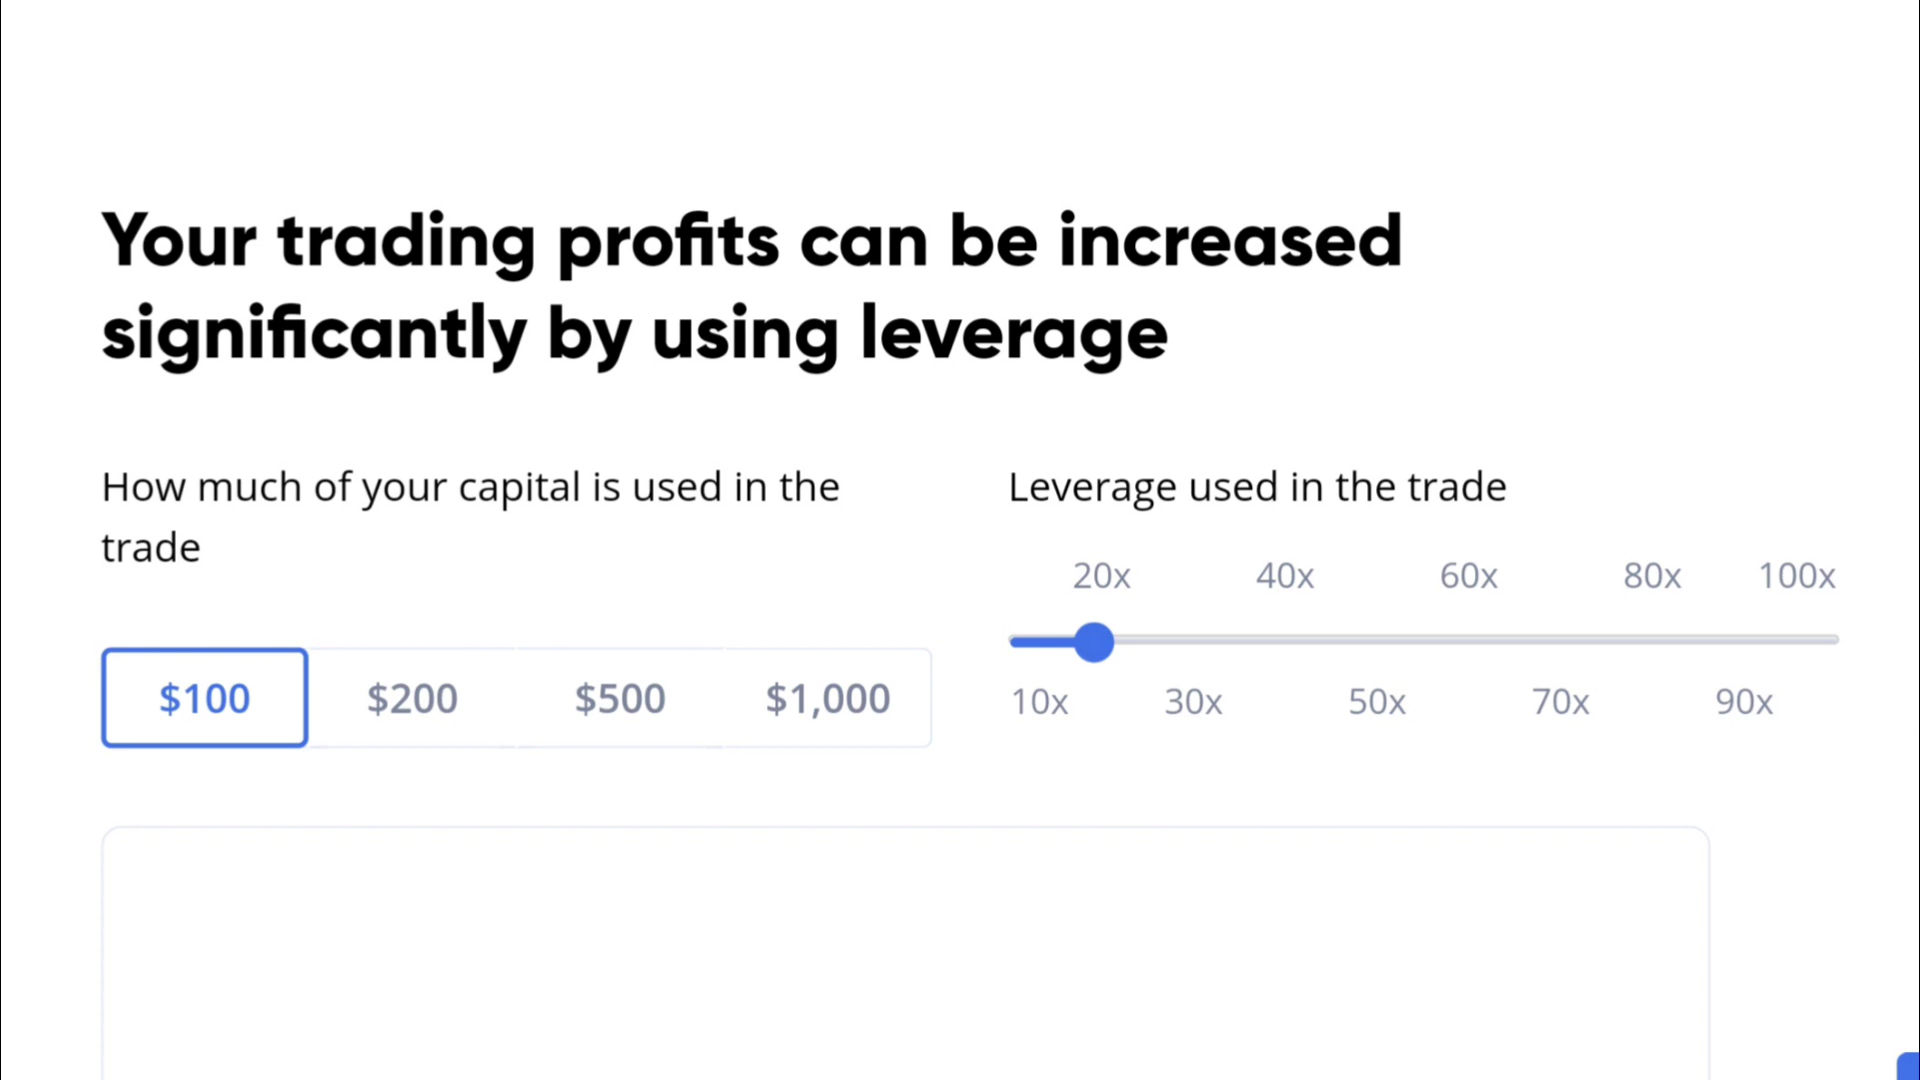 Your trading profits can be increased
significantly by using leverage
How much of your capital is used in the
trade
$100 $200 $500 $1,000
Leverage used in the trade
20x 40x 60x 80x 100x
10x 30x 50x 70x 90x